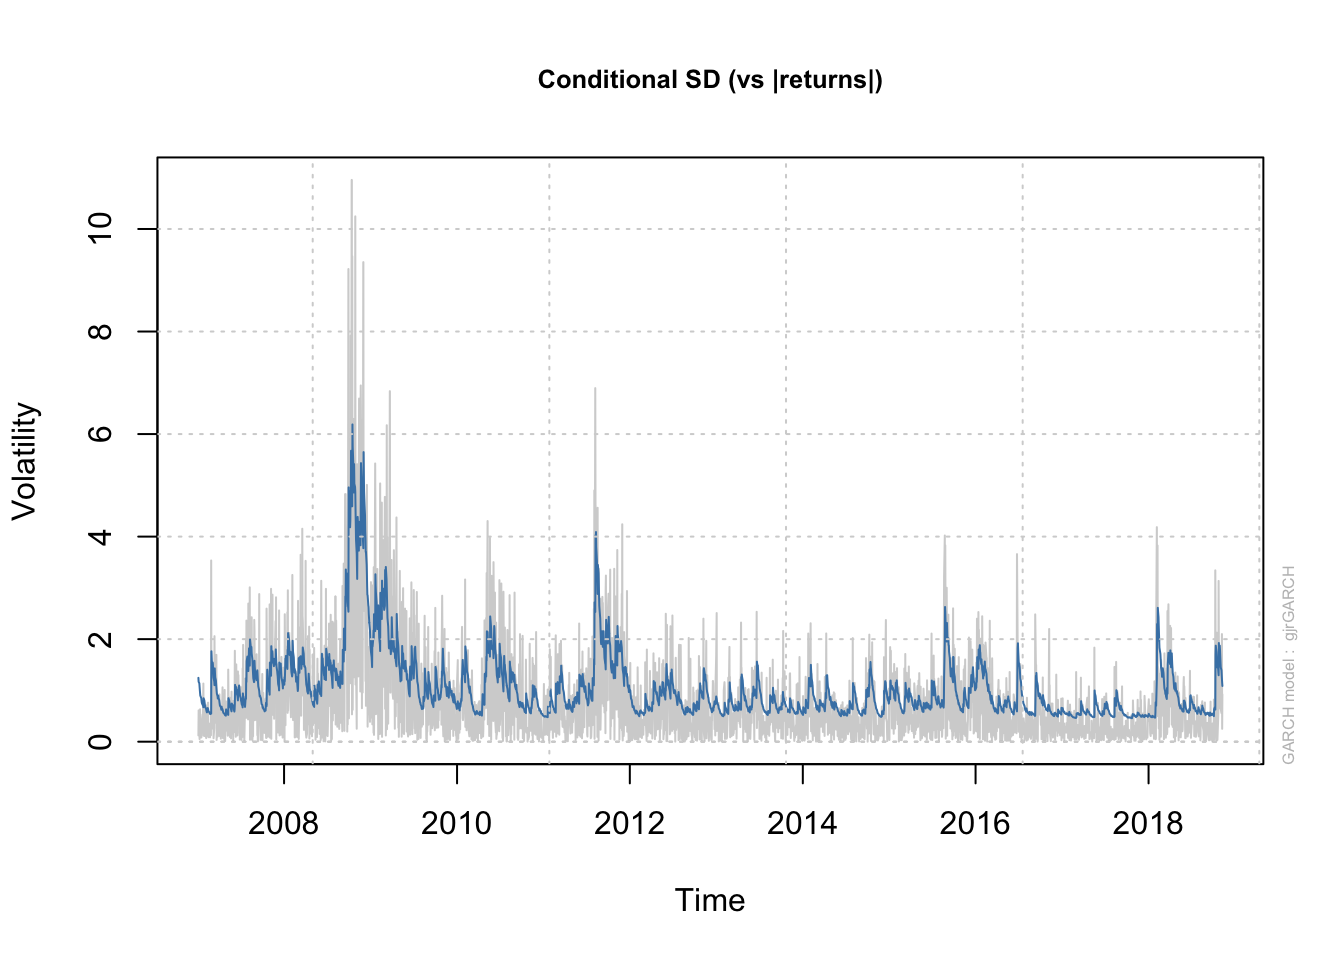 Conditional SD (vs |returns|)
Volatility
10
8
6
4
2
0
2008 2010 2012 2014 2016 2018
Time
GARCH model : gjrGARCH